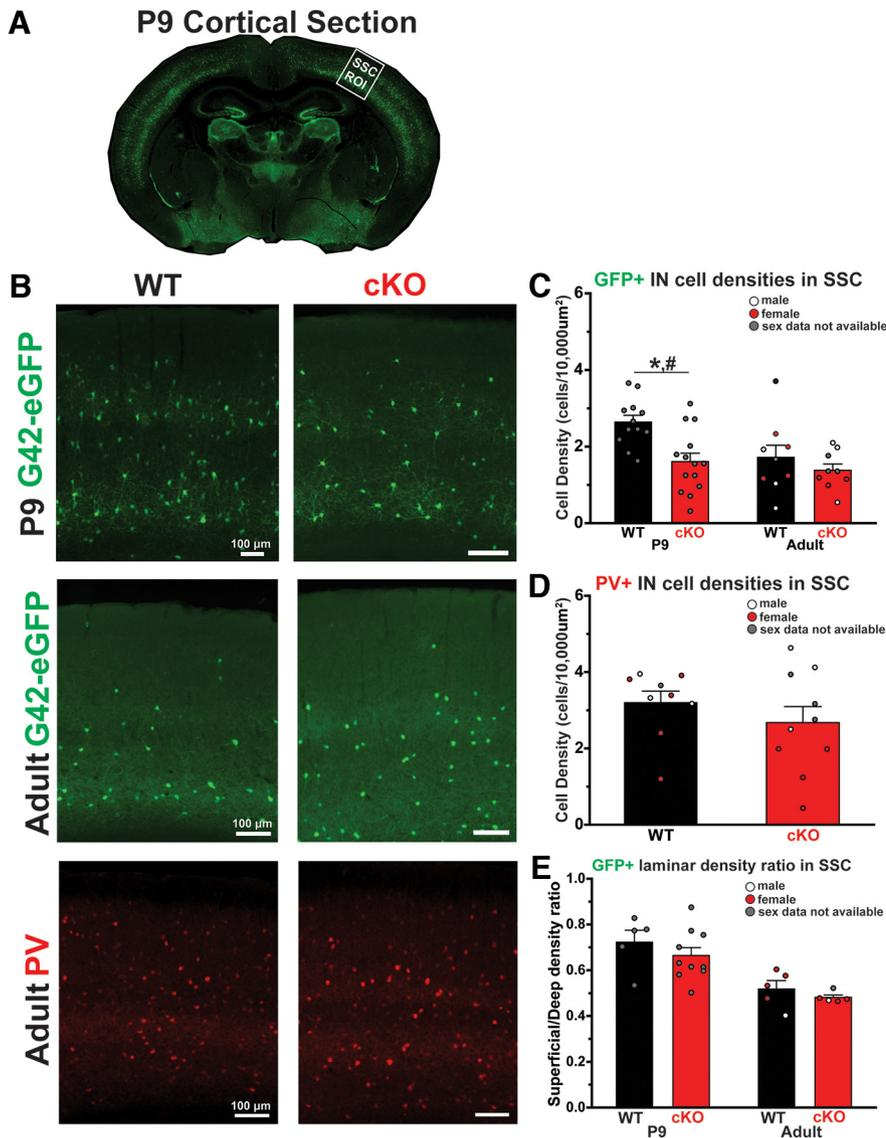 A
P9 Cortical Section
SSC
ROI
B
WT
cKO
P9 G42-eGFP
100 µm
Adult G42-eGFP
100 µm
Adult PV
100 µm
C
GFP+ IN cell densities in SSC
male
female
sex data not available
Cell Density (cells/10,000um²)
6
4
2
0
*,#
WT
cKO
WT
cKO
P9
Adult
D
PV+ IN cell densities in SSC
male
female
sex data not available
Cell Density (cells/10,000um²)
6
4
2
0
WT
cKO
E
GFP+ laminar density ratio in SSC
male
female
sex data not available
Superficial/Deep density ratio
1.0
0.8
0.6
0.4
0.2
0.0
WT
cKO
WT
cKO
P9
Adult